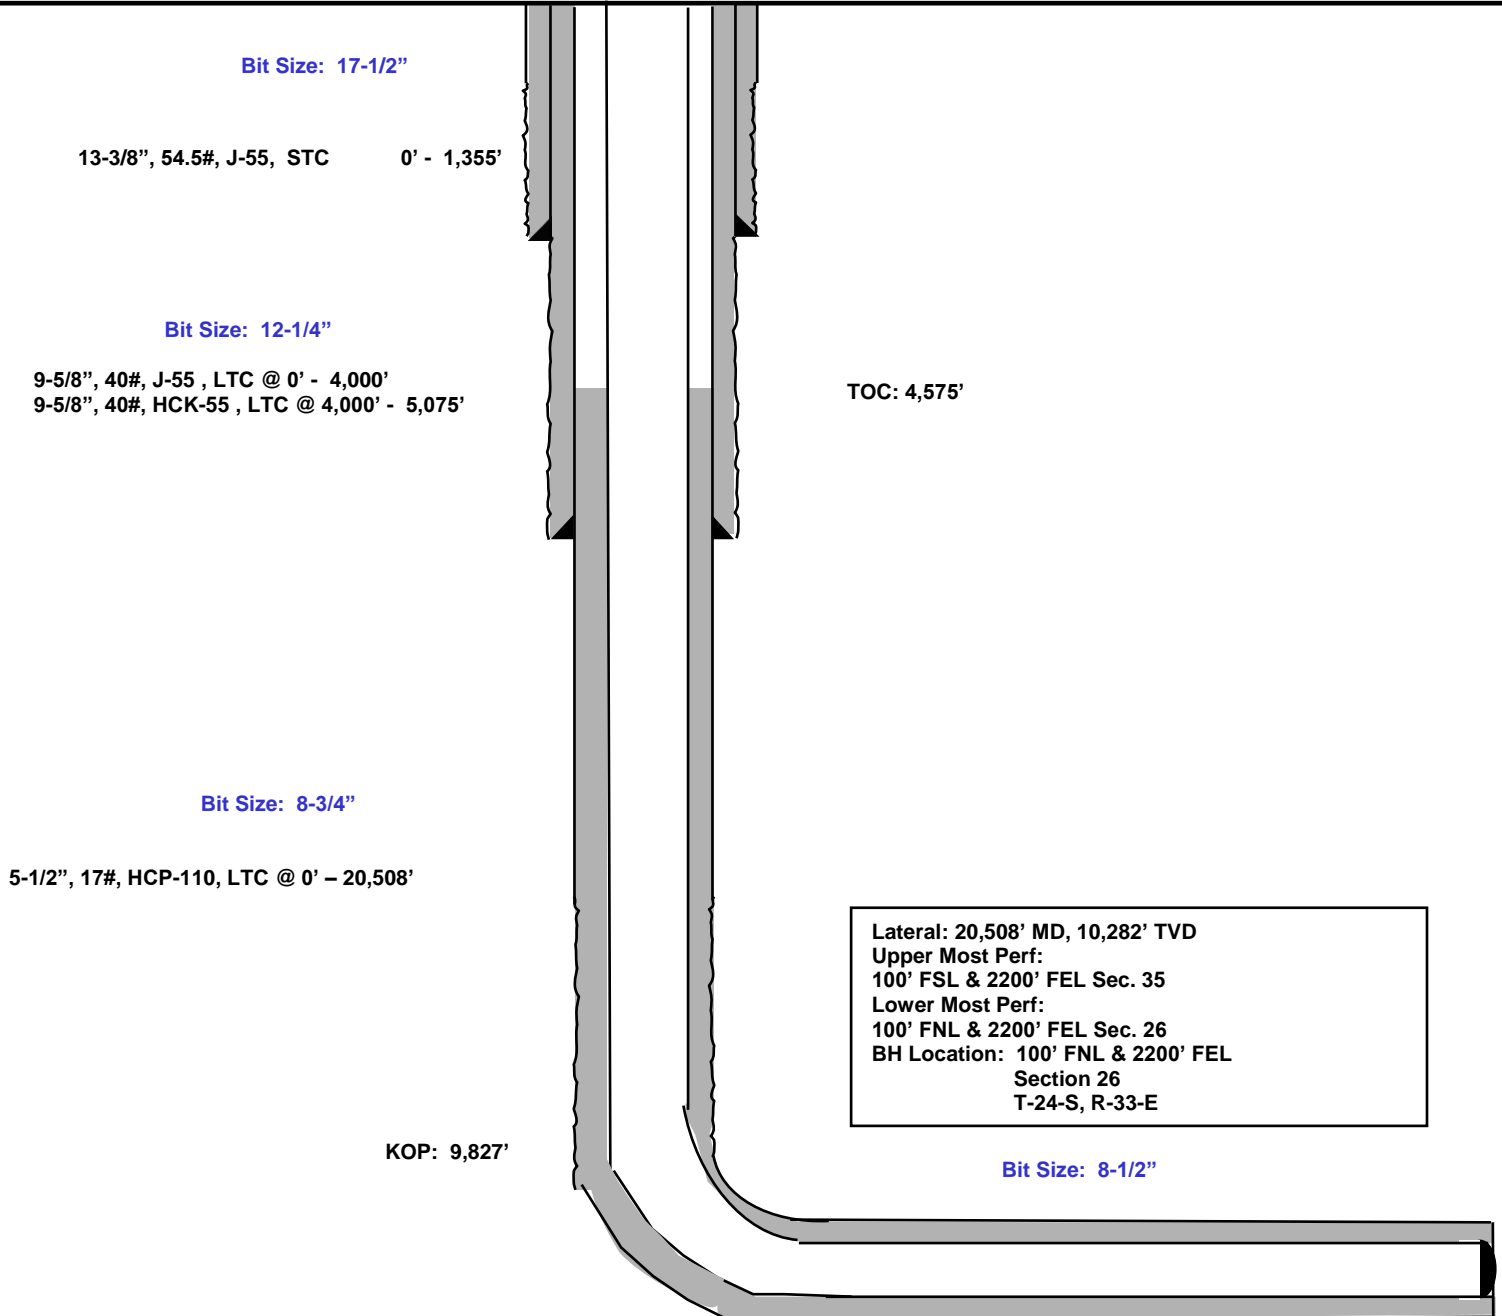 Bit Size:  17-1/2”
13-3/8”, 54.5#, J-55,  STC          0’ -  1,355’
Bit Size:  12-1/4”
9-5/8”, 40#, J-55 , LTC @ 0’ -  4,000’
9-5/8”, 40#, HCK-55 , LTC @ 4,000’ -  5,075’
TOC: 4,575’
Bit Size:  8-3/4”
5-1/2”, 17#, HCP-110, LTC @ 0’ – 20,508’
Lateral: 20,508’ MD, 10,282’ TVD
Upper Most Perf:
100’ FSL & 2200’ FEL Sec. 35
Lower Most Perf:
100’ FNL & 2200’ FEL Sec. 26
BH Location:  100’ FNL & 2200’ FEL
Section 26
T-24-S, R-33-E
KOP:  9,827’
Bit Size:  8-1/2”